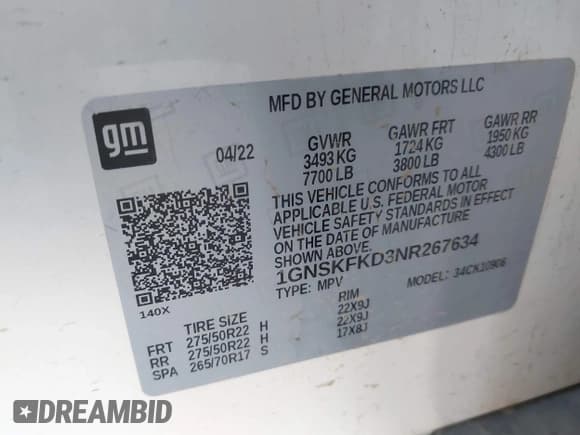 MFD BY GENERAL MOTORS LLC
gm
04/22
GVWR GAWR FRT GAWR RR
3493 KG 1724 KG 1950 KG
7700 LB 3800 LB 4300 LB
THIS VEHICLE CONFORMS TO ALL
APPLICABLE U.S. FEDERAL MOTOR
VEHICLE SAFETY STANDARDS IN EFFECT
ON THE DATE OF MANUFACTURE
SHOWN ABOVE.
1GNSKFKD3NR267634
TYPE: MPV MODEL: 34CK10906
140X
TIRE SIZE RIM
FRT 275/50R22 H 22X9J
RR 275/50R22 H 22X9J
SPA 265/70R17 S 17X8J
DREAMBID